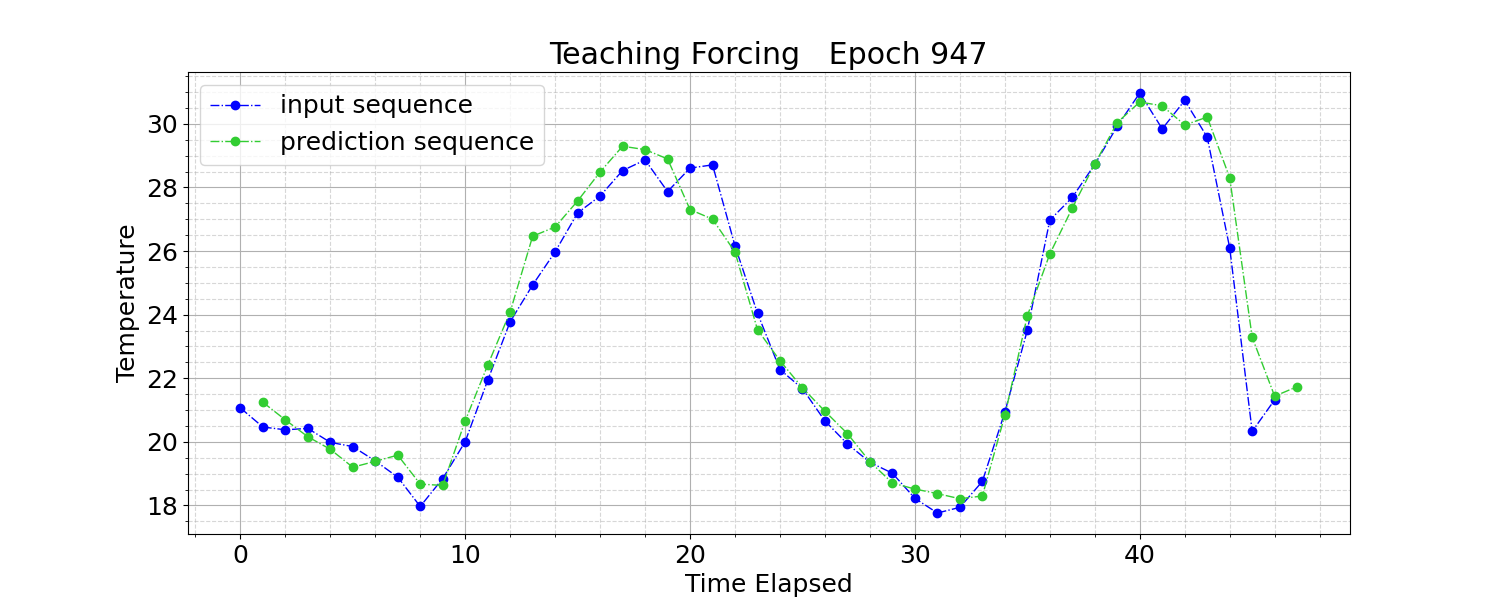 Teaching Forcing   Epoch 947
input sequence
prediction sequence
Temperature
30
28
26
24
22
20
18
0 10 20 30 40
Time Elapsed